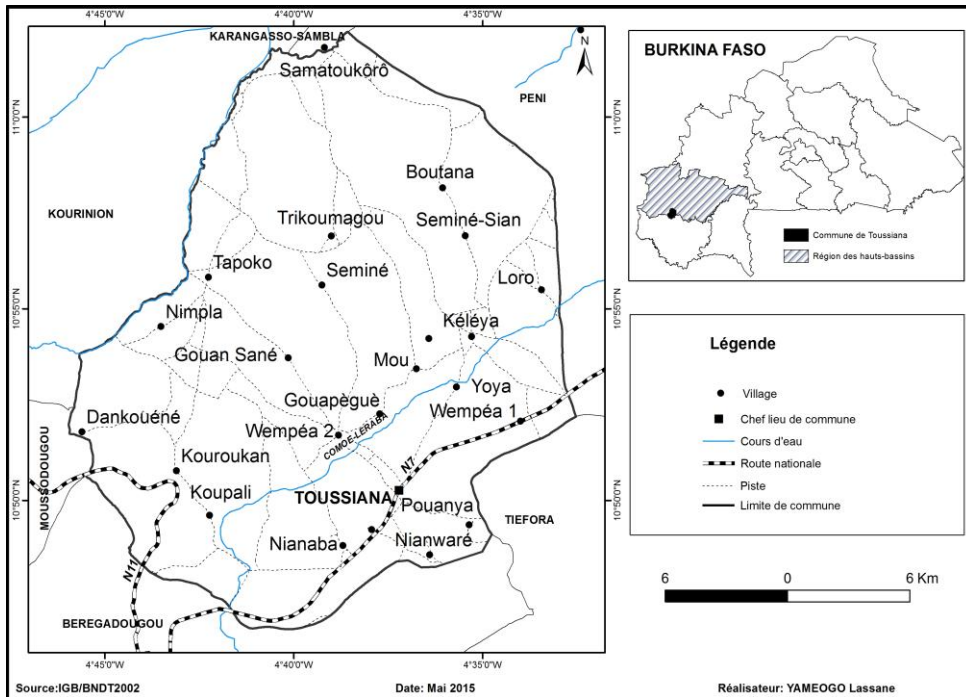 4°45'0"W
4°40'0"W
4°35'0"W
KARANGASSO-SAMBLA
N
Samatoukôrô
PENI
11°0'0"N
11°0'0"N
Boutana
KOURINION
Trikoumagou
Seminé-Sian
Tapoko
Seminé
Loro
10°55'0"N
10°55'0"N
Nimpla
Kéléya
Gouan Sané
Mou
Yoya
Gouapègùè
Wempéa 1
Dankouéné
Wempéa 2
COMOE-LERABA
Kouroukan
N7
MOUSSODOUGOU
Koupali
TOUSSIANA
10°50'0"N
10°50'0"N
Pouanya
TIEFORA
Nianaba
Nianwaré
N11
BEREGADOUGOU
4°45'0"W
4°40'0"W
4°35'0"W
BURKINA FASO
Commune de Toussiana
Région des hauts-bassins
Légende
Village
Chef lieu de commune
Cours d'eau
Route nationale
Piste
Limite de commune
6 0 6 Km
Source:IGB/BNDT2002 Date: Mai 2015 Réalisateur: YAMEOGO Lassane